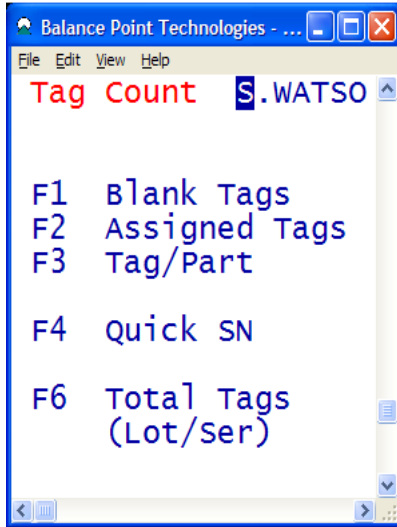 Balance Point Technologies - ...
File Edit View Help
Tag Count S.WATSO
F1 Blank Tags
F2 Assigned Tags
F3 Tag/Part
F4 Quick SN
F6 Total Tags
(Lot/Ser)